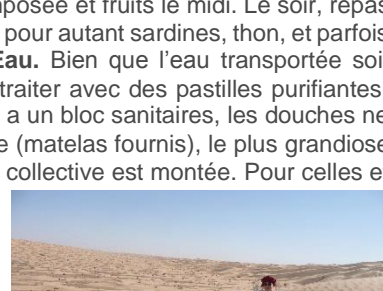 mposée et fruits le midi. Le soir, repas
pour autant sardines, thon, et parfois
Eau. Bien que l'eau transportée soi
traiter avec des pastilles purifiantes
a un bloc sanitaires, les douches ne
e (matelas fournis), le plus grandiose
collective est montée. Pour celles e